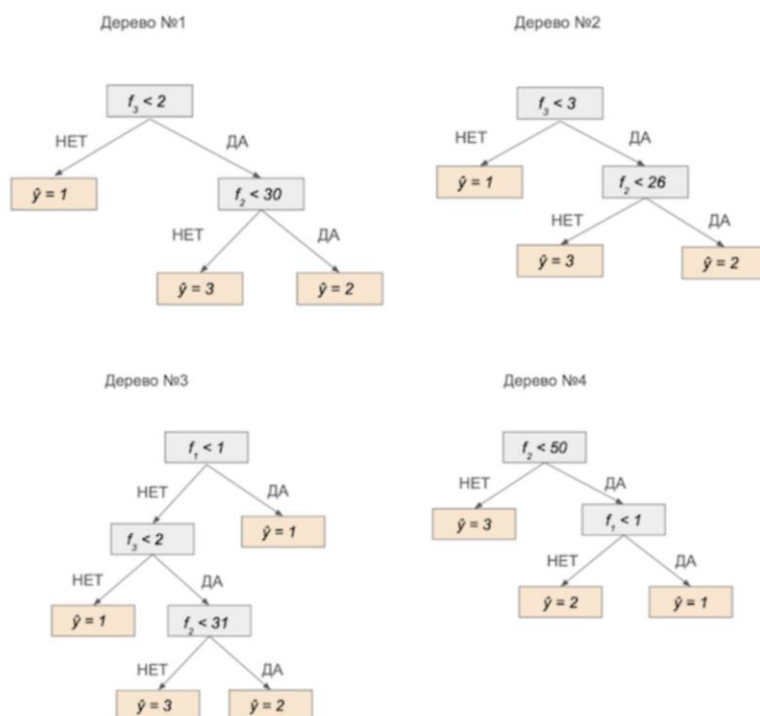 Дерево №1
f₃ < 2
НЕТ
ДА
ŷ = 1
f₂ < 30
НЕТ
ДА
ŷ = 3
ŷ = 2
Дерево №2
f₃ < 3
НЕТ
ДА
ŷ = 1
f₂ < 26
НЕТ
ДА
ŷ = 3
ŷ = 2
Дерево №3
f₁ < 1
НЕТ
ДА
f₃ < 2
ŷ = 1
НЕТ
ДА
ŷ = 1
f₂ < 31
НЕТ
ДА
ŷ = 3
ŷ = 2
Дерево №4
f₂ < 50
НЕТ
ДА
ŷ = 3
f₁ < 1
НЕТ
ДА
ŷ = 2
ŷ = 1